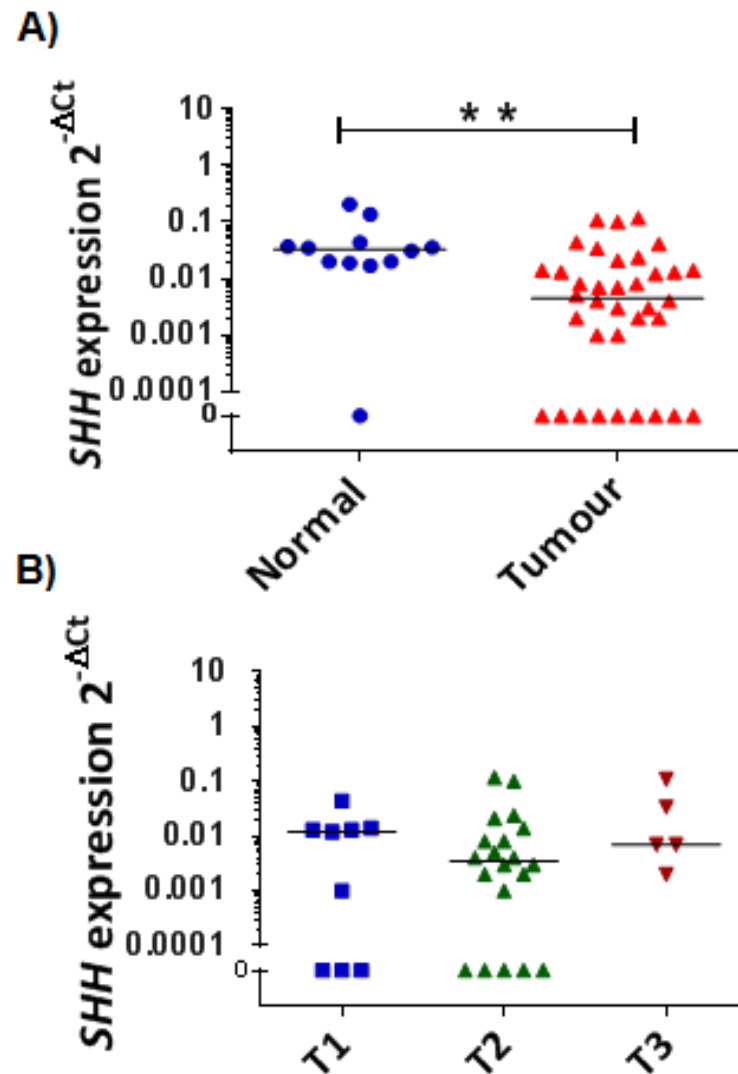 A)
SHH expression 2^-ΔCt
10
1
0.1
0.01
0.001
0.0001
0
* *
Normal
Tumour
B)
SHH expression 2^-ΔCt
10
1
0.1
0.01
0.001
0.0001
0
T1
T2
T3